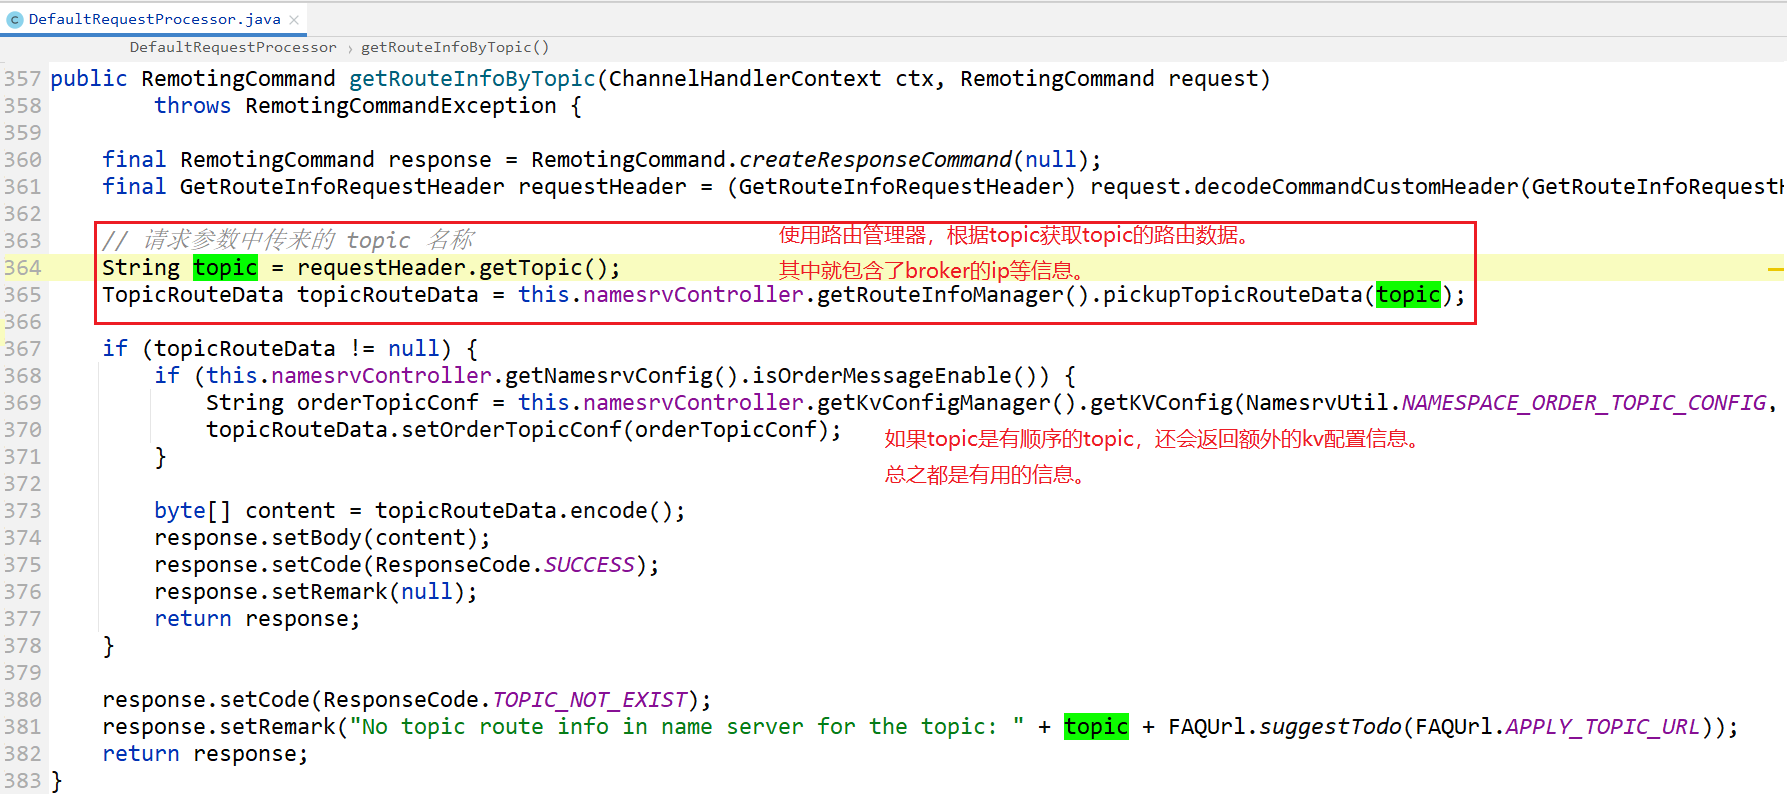 DefaultRequestProcessor.java
DefaultRequestProcessor › getRouteInfoByTopic()
357 public RemotingCommand getRouteInfoByTopic(ChannelHandlerContext ctx, RemotingCommand request)
358 throws RemotingCommandException {
359
360 final RemotingCommand response = RemotingCommand.createResponseCommand(null);
361 final GetRouteInfoRequestHeader requestHeader = (GetRouteInfoRequestHeader) request.decodeCommandCustomHeader(GetRouteInfoRequestH
362
363 // 请求参数中传来的 topic 名称
使用路由管理器，根据topic获取topic的路由数据。
364 String topic = requestHeader.getTopic();
其中就包含了broker的ip等信息。
365 TopicRouteData topicRouteData = this.namesrvController.getRouteInfoManager().pickupTopicRouteData(topic);
366
367 if (topicRouteData != null) {
368 if (this.namesrvController.getNamesrvConfig().isOrderMessageEnable()) {
369 String orderTopicConf = this.namesrvController.getKvConfigManager().getKVConfig(NamesrvUtil.NAMESPACE_ORDER_TOPIC_CONFIG,
370 topicRouteData.setOrderTopicConf(orderTopicConf);
如果topic是有顺序的topic，还会返回额外的kv配置信息。
371 }
总之都是有用的信息。
372
373 byte[] content = topicRouteData.encode();
374 response.setBody(content);
375 response.setCode(ResponseCode.SUCCESS);
376 response.setRemark(null);
377 return response;
378 }
379
380 response.setCode(ResponseCode.TOPIC_NOT_EXIST);
381 response.setRemark("No topic route info in name server for the topic: " + topic + FAQUrl.suggestTodo(FAQUrl.APPLY_TOPIC_URL));
382 return response;
383 }